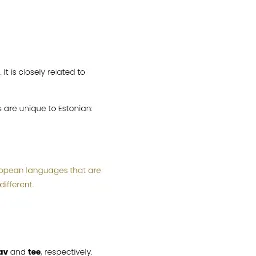 . It is closely related to
are unique to Estonian:
opean languages that are
different.
av and tee, respectively.